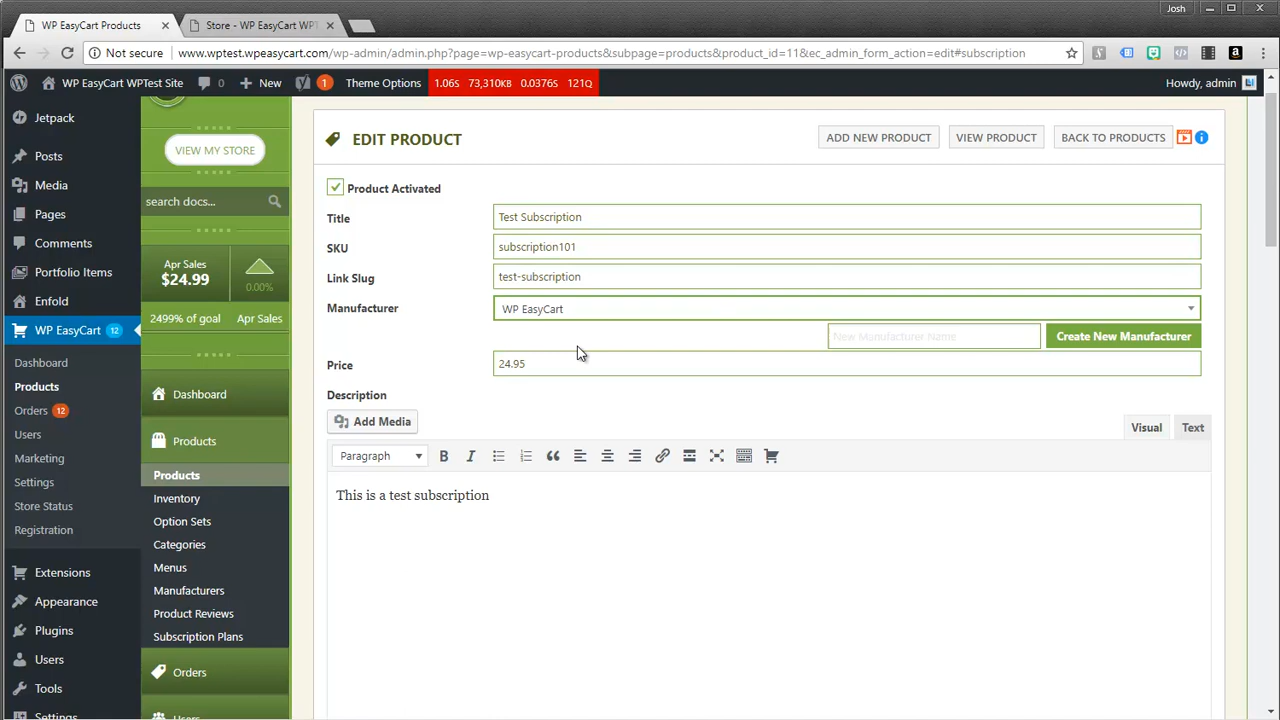 Josh
WP EasyCart Products
Store - EasyCart WPT
Not secure
www.wptest.wpeasycart.com/wp-admin/admin.php?page=wp-easycart-products&subpage=products&product_id=11&ec_admin_form_action=edit#subscription
WP EasyCart WPTest Site
0
New
1
Theme Options
1.06S 73,310KB 0.0376S 121Q
Howdy, admin
Jetpack
Posts
Media
Pages
Comments
Portfolio Items
Enfold
WP EasyCart 12
Dashboard
Products
Orders 12
Users
Marketing
Settings
Store Status
Registration
Extensions
Appearance
Plugins
Users
Tools
Settings
VIEW MY STORE
search docs...
Apr Sales
$24.99
0.00%
2499% of goal
Apr Sales
Dashboard
Products
Products
Inventory
Option Sets
Categories
Menus
Manufacturers
Product Reviews
Subscription Plans
Orders
Users
EDIT PRODUCT
ADD NEW PRODUCT
VIEW PRODUCT
BACK TO PRODUCTS
Product Activated
Title
Test Subscription
SKU
subscription101
Link Slug
test-subscription
Manufacturer
WP EasyCart
New Manufacturer Name
Create New Manufacturer
Price
24.95
Description
Add Media
Visual
Text
Paragraph
This is a test subscription